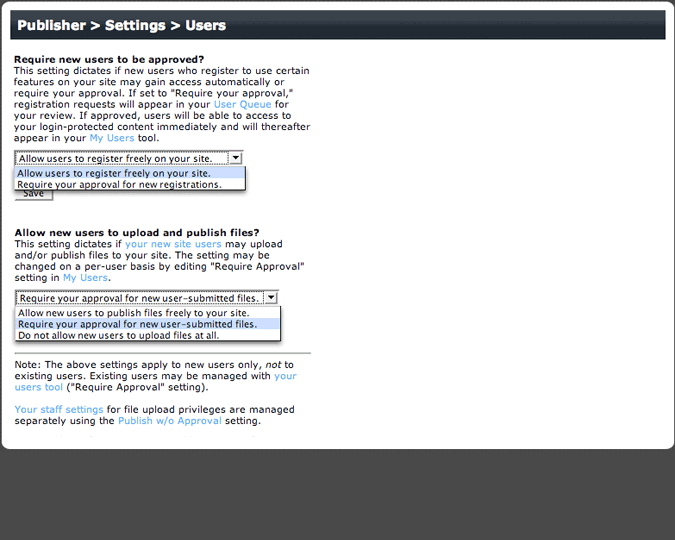 Publisher > Settings > Users
Require new users to be approved?
This setting dictates if new users who register to use certain
features on your site may gain access automatically or
require your approval. If set to "Require your approval,"
registration requests will appear in your User Queue for
your review. If approved, users will be able to access to
your login-protected content immediately and will thereafter
appear in your My Users tool.
Allow users to register freely on your site.
Allow users to register freely on your site.
Require your approval for new registrations.
Save
Allow new users to upload and publish files?
This setting dictates if your new site users may upload
and/or publish files to your site. The setting may be
changed on a per-user basis by editing "Require Approval"
setting in My Users.
Require your approval for new user-submitted files.
Allow new users to publish files freely to your site.
Require your approval for new user-submitted files.
Do not allow new users to upload files at all.
Note: The above settings apply to new users only, not to
existing users. Existing users may be managed with your
users tool ("Require Approval" setting).
Your staff settings for file upload privileges are managed
separately using the Publish w/o Approval setting.